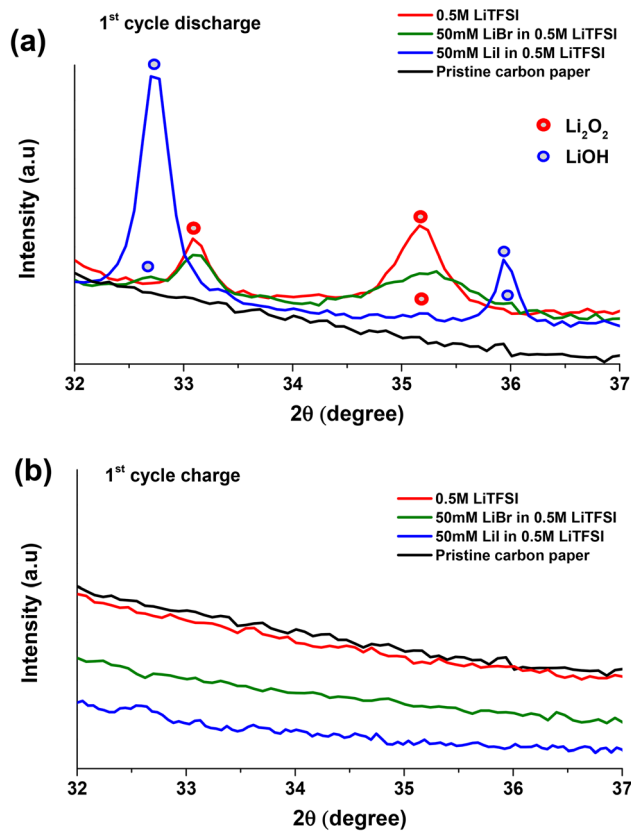 (a)
1st cycle discharge
0.5M LiTFSI
50mM LiBr in 0.5M LiTFSI
50mM LiI in 0.5M LiTFSI
Pristine carbon paper
Li2O2
LiOH
Intensity (a.u)
32 33 34 35 36 37
2θ (degree)
(b)
1st cycle charge
0.5M LiTFSI
50mM LiBr in 0.5M LiTFSI
50mM LiI in 0.5M LiTFSI
Pristine carbon paper
Intensity (a.u)
32 33 34 35 36 37
2θ (degree)